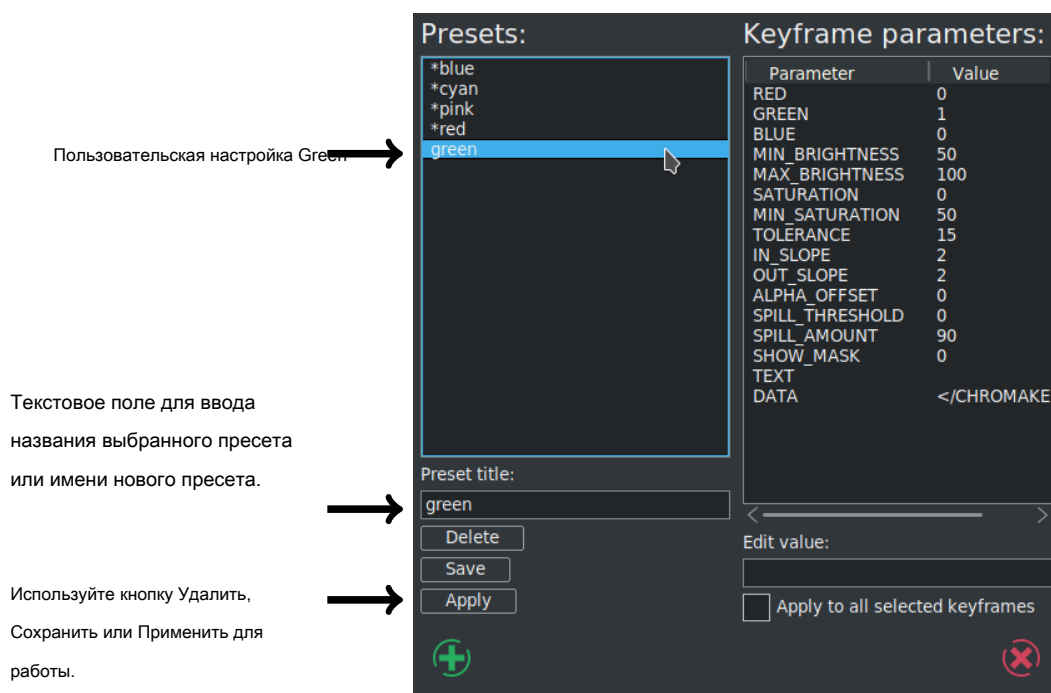 Presets:
*blue
*cyan
*pink
*red
green
Пользовательская настройка Green
Текстовое поле для ввода
названия выбранного пресета
или имени нового пресета.
Preset title:
green
Delete
Save
Apply
Используйте кнопку Удалить,
Сохранить или Применить для
работы.
Keyframe parameters:
Parameter Value
RED 0
GREEN 1
BLUE 0
MIN_BRIGHTNESS 50
MAX_BRIGHTNESS 100
SATURATION 0
MIN_SATURATION 50
TOLERANCE 15
IN_SLOPE 2
OUT_SLOPE 2
ALPHA_OFFSET 0
SPILL_THRESHOLD 0
SPILL_AMOUNT 90
SHOW_MASK 0
TEXT
DATA </CHROMAKE
Edit value:
Apply to all selected keyframes